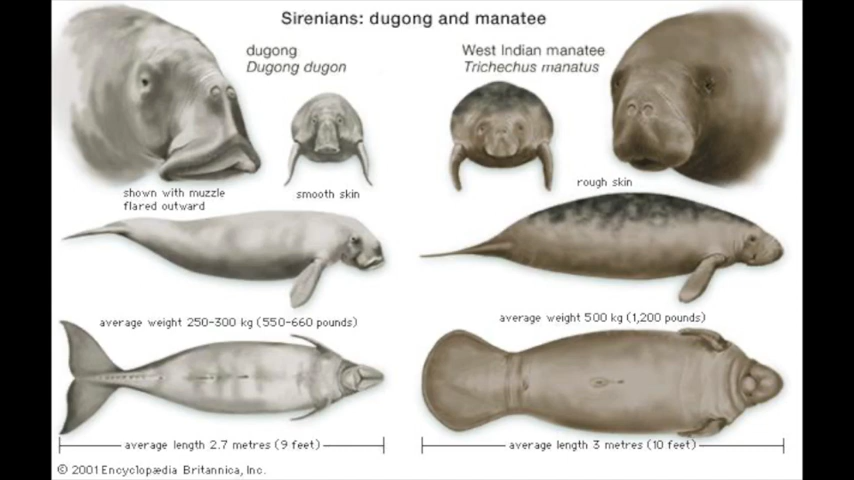 Sirenians: dugong and manatee
dugong
Dugong dugon
West Indian manatee
Trichechus manatus
shown with muzzle
flared outward
smooth skin
rough skin
average weight 250-300 kg (550-660 pounds)
average weight 500 kg (1,200 pounds)
average length 2.7 metres (9 feet)
average length 3 metres (10 feet)
© 2001 Encyclopædia Britannica, Inc.